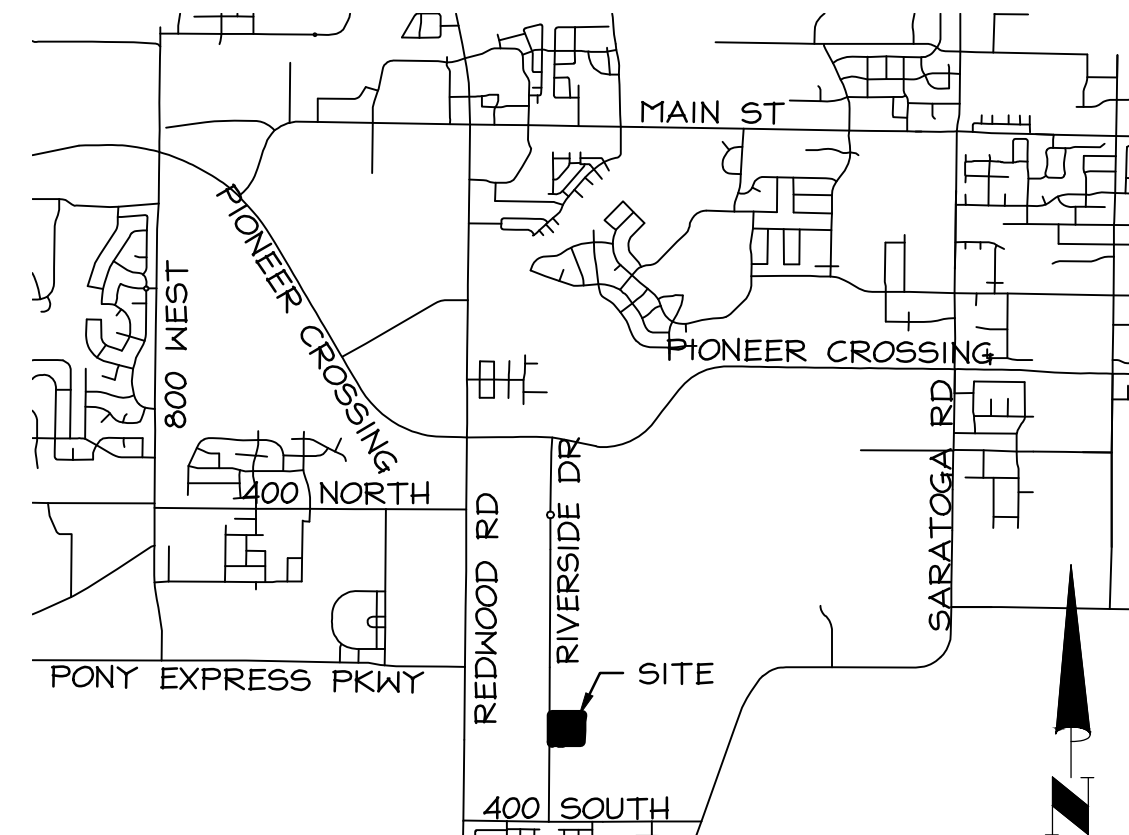 MAIN ST
PIONEER CROSSING
800 WEST
PIONEER CROSSING
SARATOGA RD
400 NORTH
REDWOOD RD
RIVERSIDE DR
PONY EXPRESS PKWY
SITE
400 SOUTH
N